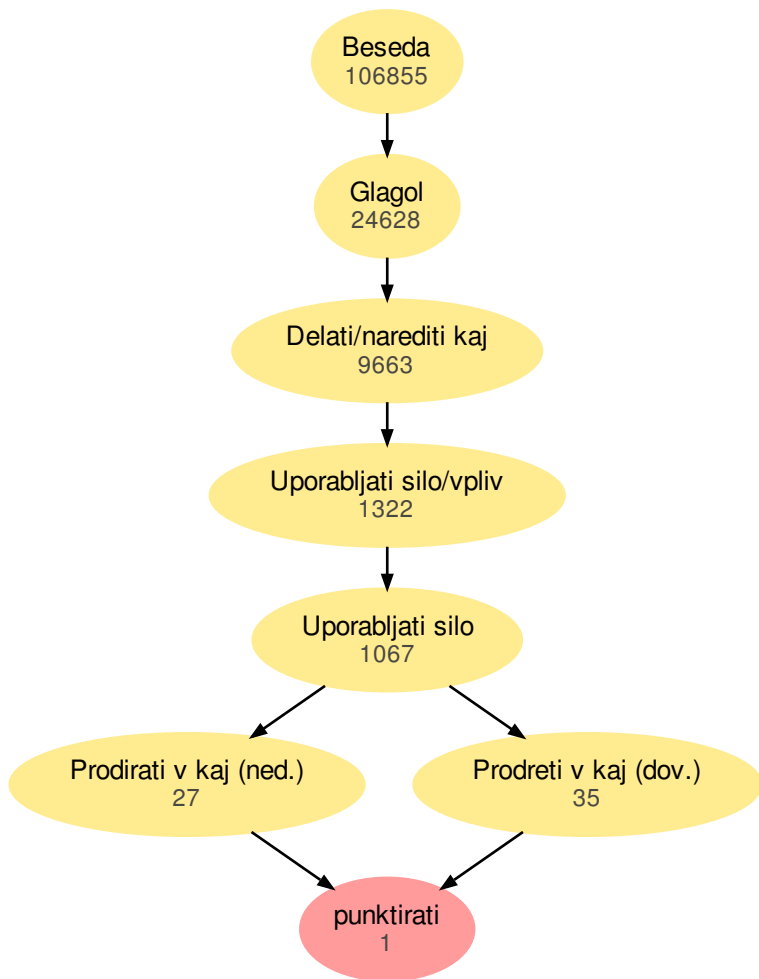 Beseda
106855
Glagol
24628
Delati/narediti kaj
9663
Uporabljati silo/vpliv
1322
Uporabljati silo
1067
Prodirati v kaj (ned.)
27
Prodreti v kaj (dov.)
35
punktirati
1